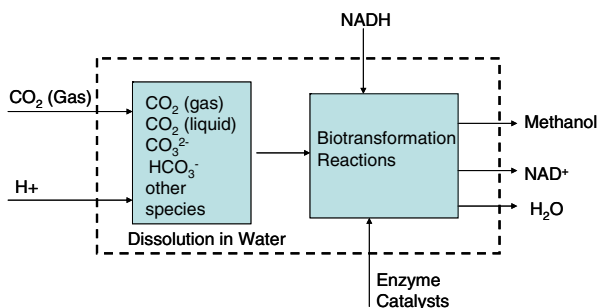 NADH
CO₂ (Gas)
H+
CO₂ (gas)
CO₂ (liquid)
CO₃²⁻
HCO₃⁻
other
species
Dissolution in Water
Biotransformation
Reactions
Methanol
NAD⁺
H₂O
Enzyme
Catalysts